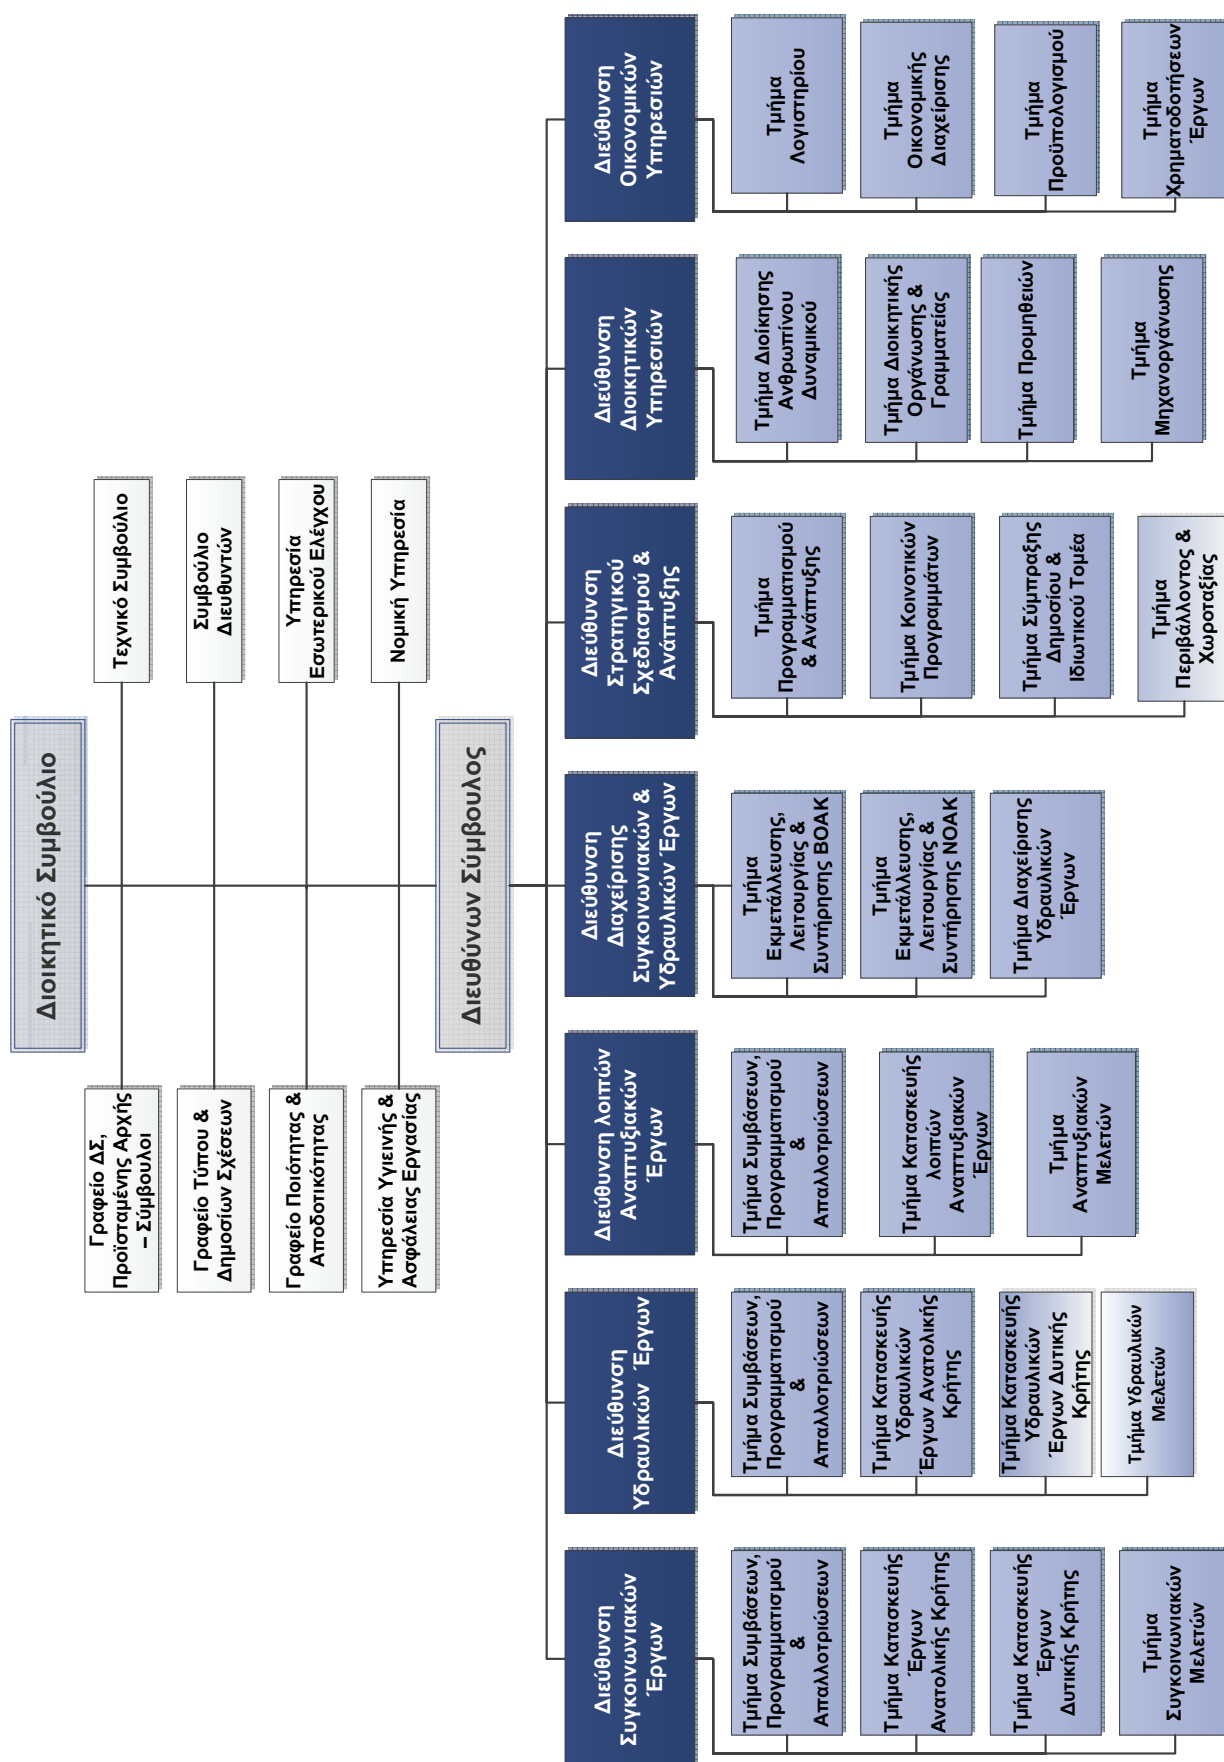 Διοικητικό Συμβούλιο
Γραφείο ΔΣ,
Προϊσταμένης Αρχής
– Σύμβουλοι
Τεχνικό Συμβούλιο
Γραφείο Τύπου &
Δημοσίων Σχέσεων
Συμβούλιο
Διευθυντών
Γραφείο Ποιότητας &
Αποδοτικότητας
Υπηρεσία
Εσωτερικού Ελέγχου
Υπηρεσία Υγιεινής &
Ασφάλειας Εργασίας
Νομική Υπηρεσία
Διευθύνων Σύμβουλος
Διεύθυνση
Συγκοινωνιακών
Έργων
Τμήμα Συμβάσεων,
Προγραμματισμού
&
Απαλλοτριώσεων
Τμήμα Κατασκευής
Έργων
Ανατολικής Κρήτης
Τμήμα Κατασκευής
Έργων
Δυτικής Κρήτης
Τμήμα
Συγκοινωνιακών
Μελετών
Διεύθυνση
Υδραυλικών Έργων
Τμήμα Συμβάσεων,
Προγραμματισμού
&
Απαλλοτριώσεων
Τμήμα Κατασκευής
Υδραυλικών
Έργων Ανατολικής
Κρήτης
Τμήμα Κατασκευής
Υδραυλικών
Έργων Δυτικής
Κρήτης
Τμήμα Υδραυλικών
Μελετών
Διεύθυνση λοιπών
Αναπτυξιακών
Έργων
Τμήμα Συμβάσεων,
Προγραμματισμού
&
Απαλλοτριώσεων
Τμήμα Κατασκευής
λοιπών
Αναπτυξιακών
Έργων
Τμήμα
Αναπτυξιακών
Μελετών
Διεύθυνση
Διαχείρισης
Συγκοινωνιακών &
Υδραυλικών Έργων
Τμήμα
Εκμετάλλευσης,
Λειτουργίας &
Συντήρησης ΒΟΑΚ
Τμήμα
Εκμετάλλευσης,
Λειτουργίας &
Συντήρησης ΝΟΑΚ
Τμήμα Διαχείρισης
Υδραυλικών
Έργων
Διεύθυνση
Στρατηγικού
Σχεδιασμού &
Ανάπτυξης
Τμήμα
Προγραμματισμού
& Ανάπτυξης
Τμήμα Κοινοτικών
Προγραμμάτων
Τμήμα Σύμπραξης
Δημοσίου &
Ιδιωτικού Τομέα
Τμήμα
Περιβάλλοντος &
Χωροταξίας
Διεύθυνση
Διοικητικών
Υπηρεσιών
Τμήμα Διοίκησης
Ανθρωπίνου
Δυναμικού
Τμήμα Διοικητικής
Οργάνωσης &
Γραμματείας
Τμήμα Προμηθειών
Τμήμα
Μηχανοργάνωσης
Διεύθυνση
Οικονομικών
Υπηρεσιών
Τμήμα
Λογιστηρίου
Τμήμα
Οικονομικής
Διαχείρισης
Τμήμα
Προϋπολογισμού
Τμήμα
Χρηματοδοτήσεων
Έργων